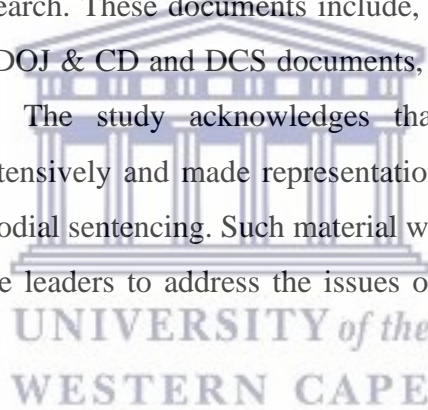 earch. These documents include,
DOJ & CD and DCS documents,
The study acknowledges tha
tensively and made representatio
odial sentencing. Such material w
e leaders to address the issues o
UNIVERSITY of the
WESTERN CAPE